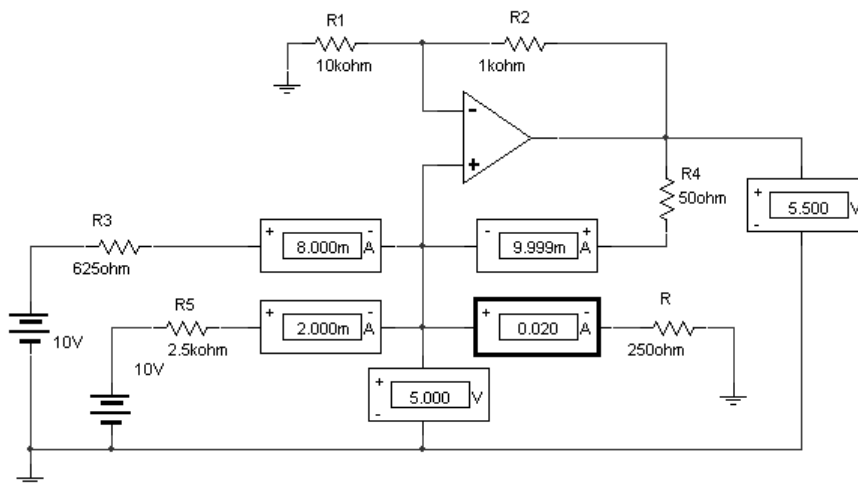 R1
R2
10kohm
1kohm
-
+
R4
50ohm
+
-
5.500
V
R3
625ohm
+
-
8.000m
A
-
+
9.999m
A
R5
2.5kohm
+
-
2.000m
A
+
-
0.020
A
R
250ohm
10V
10V
+
-
5.000
V